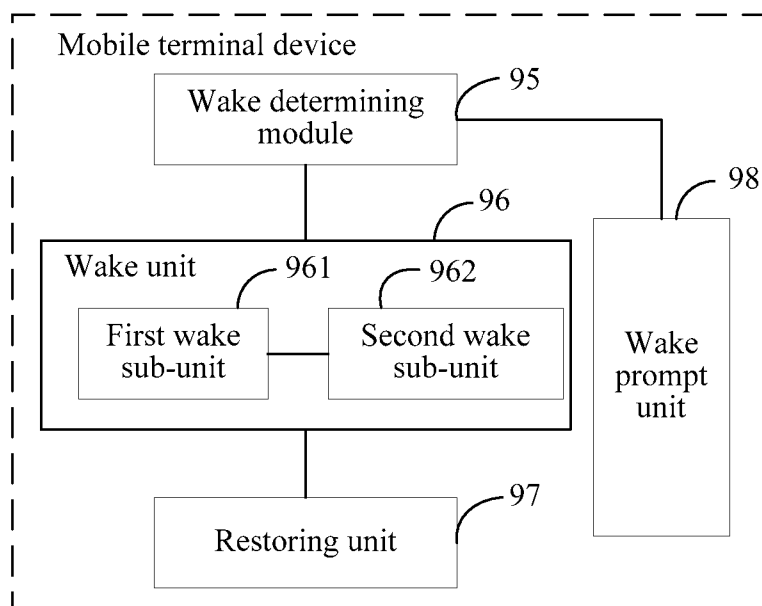 Mobile terminal device
95
Wake determining
module
98
96
Wake unit
961
962
First wake
sub-unit
Second wake
sub-unit
Wake
prompt
unit
97
Restoring unit